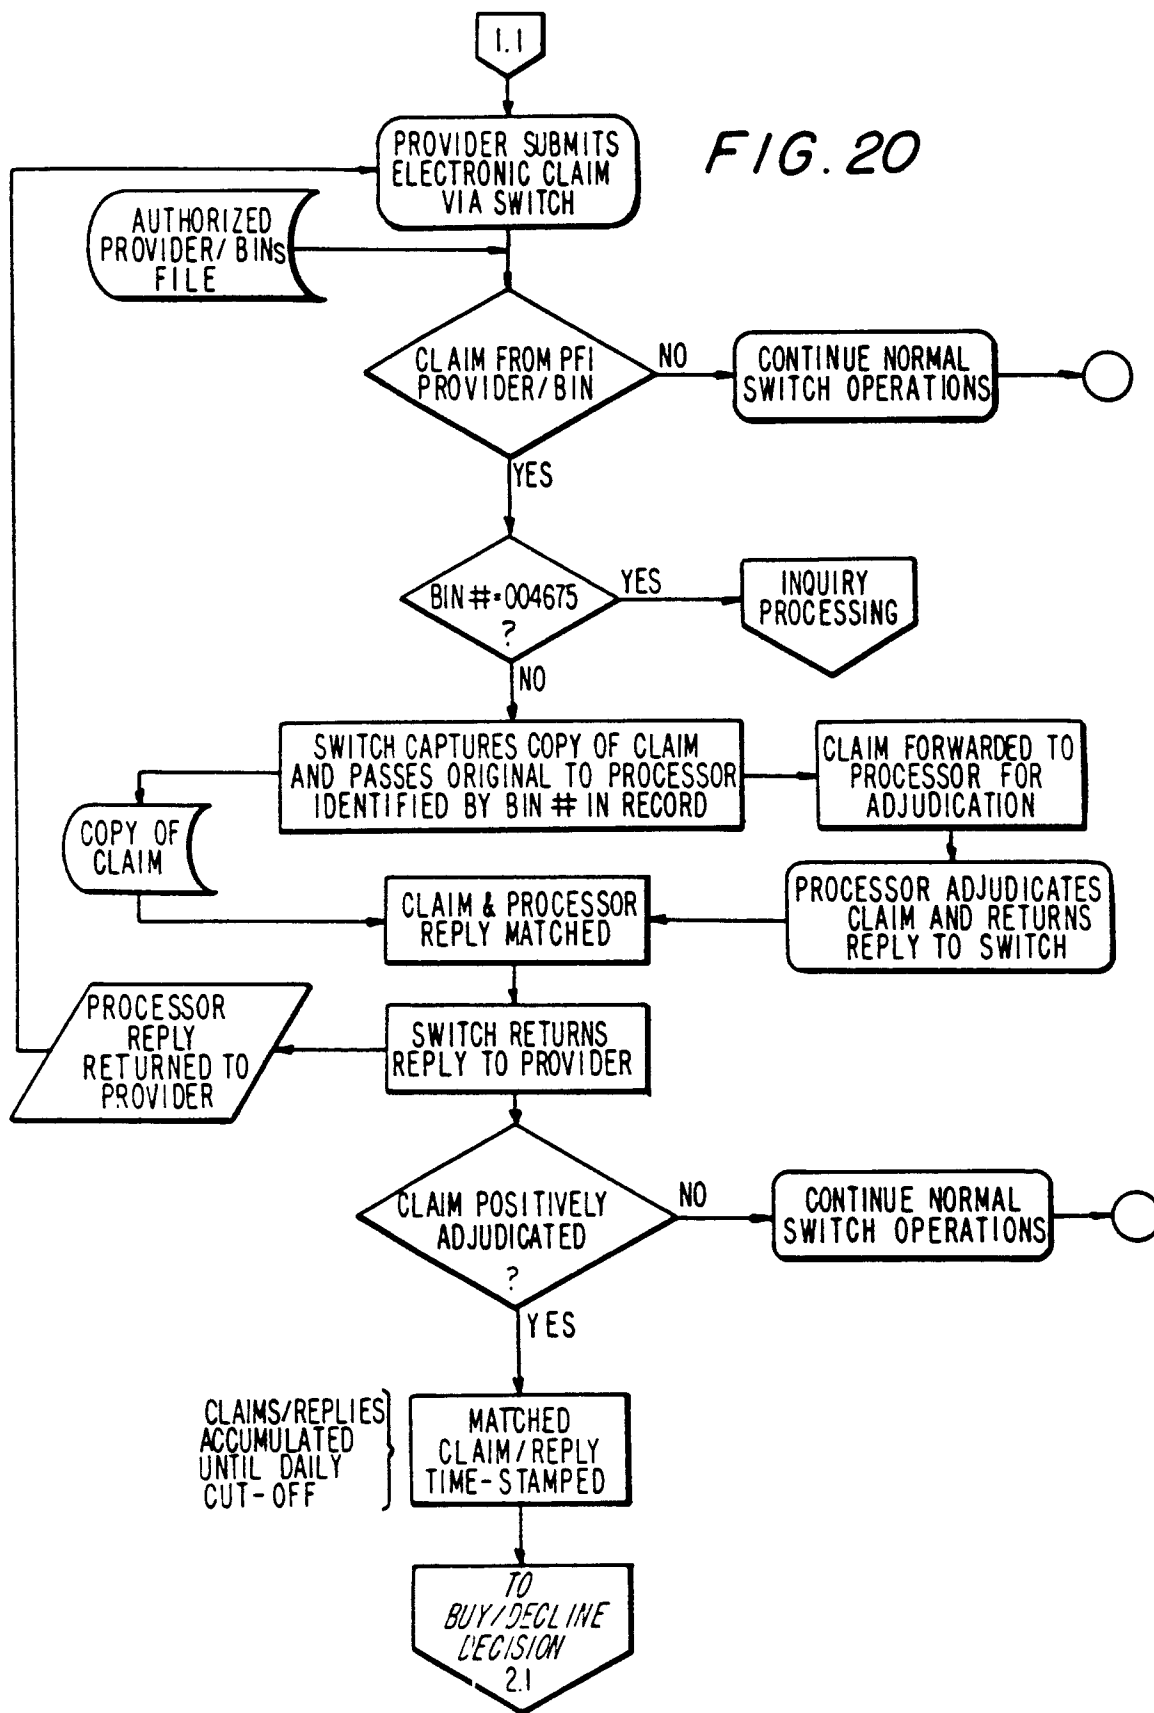 1.1
FIG. 20
PROVIDER SUBMITS
ELECTRONIC CLAIM
VIA SWITCH
AUTHORIZED
PROVIDER/BINs
FILE
CLAIM FROM PFI
PROVIDER/BIN
NO
CONTINUE NORMAL
SWITCH OPERATIONS
YES
BIN #=004675
?
YES
INQUIRY
PROCESSING
NO
SWITCH CAPTURES COPY OF CLAIM
AND PASSES ORIGINAL TO PROCESSOR
IDENTIFIED BY BIN # IN RECORD
CLAIM FORWARDED TO
PROCESSOR FOR
ADJUDICATION
COPY OF
CLAIM
PROCESSOR ADJUDICATES
CLAIM AND RETURNS
REPLY TO SWITCH
CLAIM & PROCESSOR
REPLY MATCHED
PROCESSOR
REPLY
RETURNED TO
PROVIDER
SWITCH RETURNS
REPLY TO PROVIDER
CLAIM POSITIVELY
ADJUDICATED
?
NO
CONTINUE NORMAL
SWITCH OPERATIONS
YES
CLAIMS/REPLIES
ACCUMULATED
UNTIL DAILY
CUT-OFF
MATCHED
CLAIM/REPLY
TIME-STAMPED
TO
BUY/DECLINE
DECISION
2.1